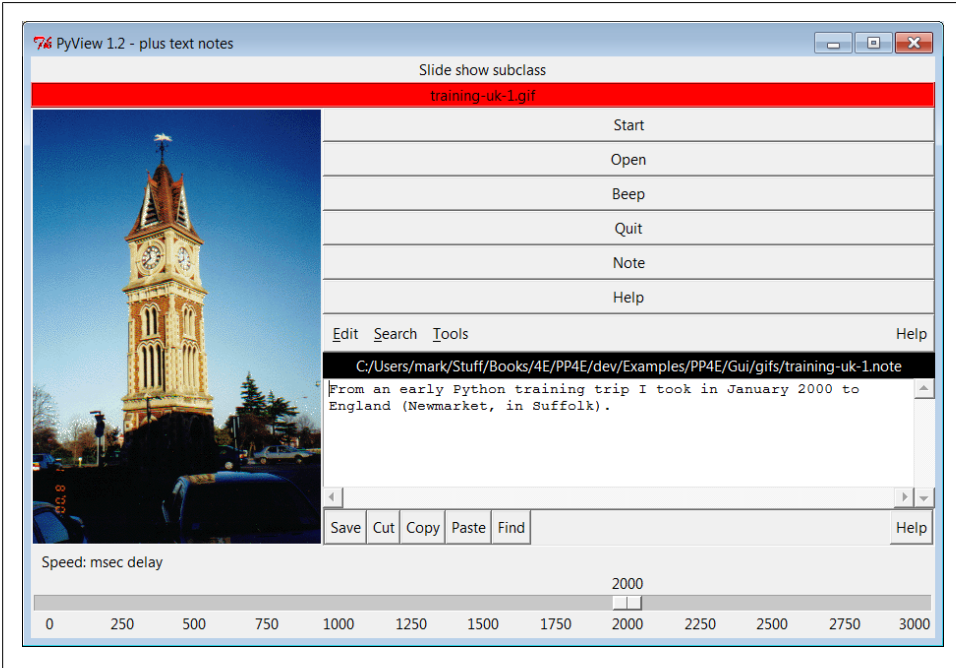 PyView 1.2 - plus text notes
Slide show subclass
training-uk-1.gif
Start
Open
Beep
Quit
Note
Help
Edit Search Tools Help
C:/Users/mark/Stuff/Books/4E/PP4E/dev/Examples/PP4E/Gui/gifs/training-uk-1.note
From an early Python training trip I took in January 2000 to
England (Newmarket, in Suffolk).
Save Cut Copy Paste Find Help
Speed: msec delay
2000
0 250 500 750 1000 1250 1500 1750 2000 2250 2500 2750 3000